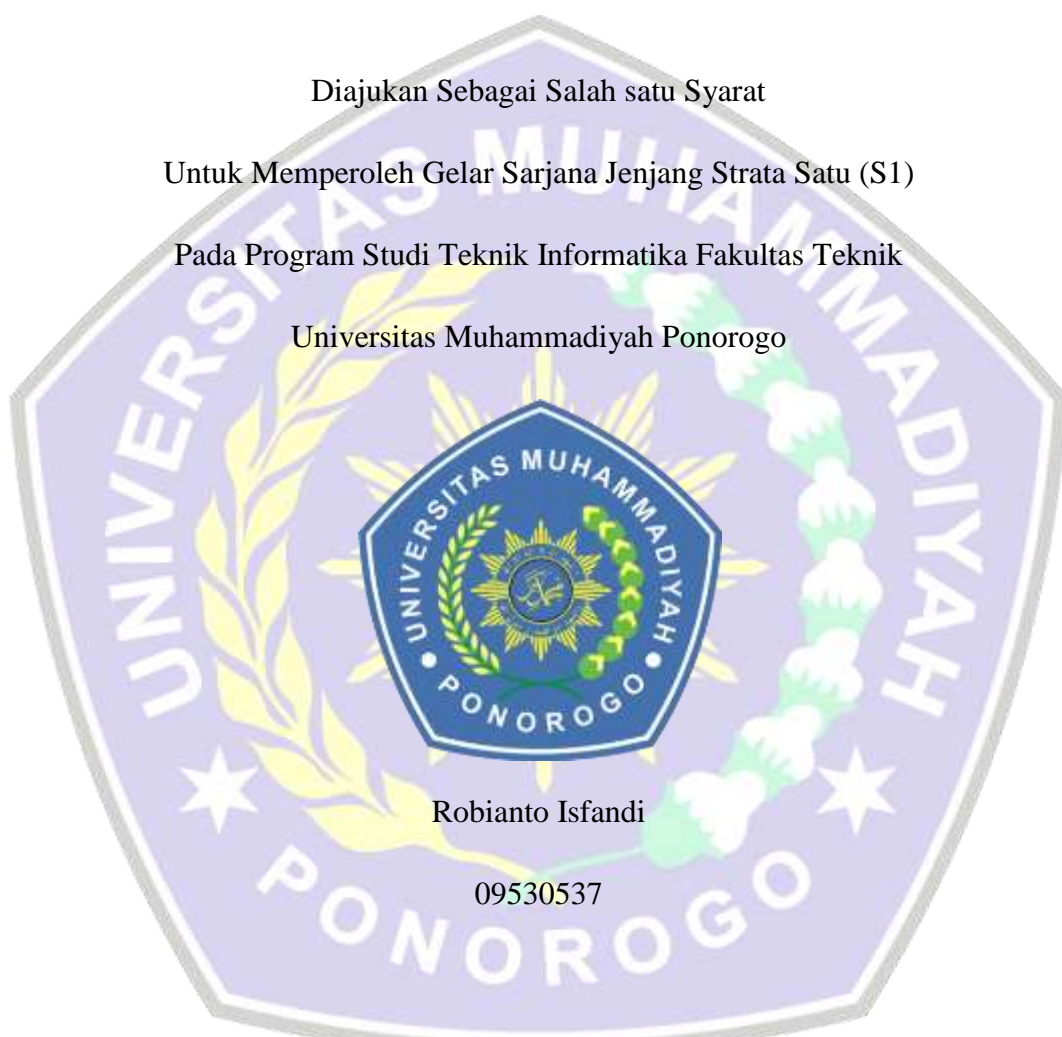 Diajukan Sebagai Salah satu Syarat
Untuk Memperoleh Gelar Sarjana Jenjang Strata Satu (S1)
Pada Program Studi Teknik Informatika Fakultas Teknik
Universitas Muhammadiyah Ponorogo
UNIVERSITAS MUHAMMADIYAH
PONOROGO
UNIVERSITAS MUHAMMADIYAH
PONOROGO
Robianto Isfandi
09530537